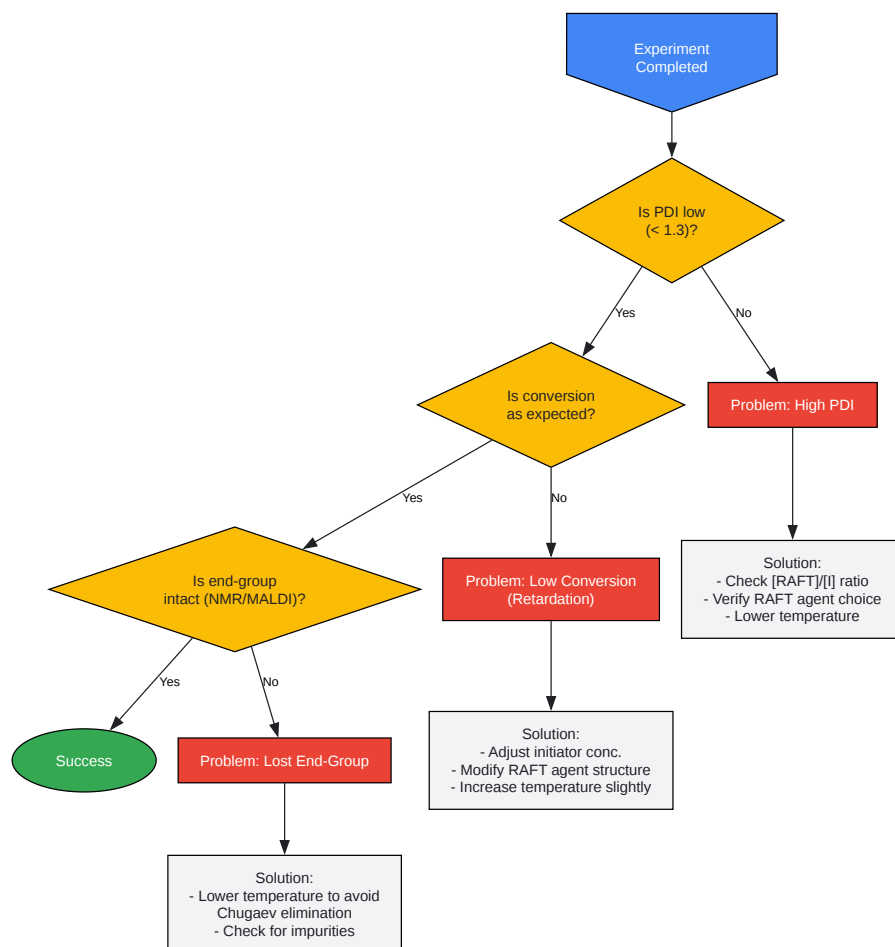 Experiment
Completed
Is PDI low
(< 1.3)?
Yes
No
Is conversion
as expected?
Problem: High PDI
Yes
No
Solution:
- Check [RAFT]/[I] ratio
- Verify RAFT agent choice
- Lower temperature
Is end-group
intact (NMR/MALDI)?
Problem: Low Conversion
(Retardation)
Yes
No
Solution:
- Adjust initiator conc.
- Modify RAFT agent structure
- Increase temperature slightly
Success
Problem: Lost End-Group
Solution:
- Lower temperature to avoid
Chugaev elimination
- Check for impurities